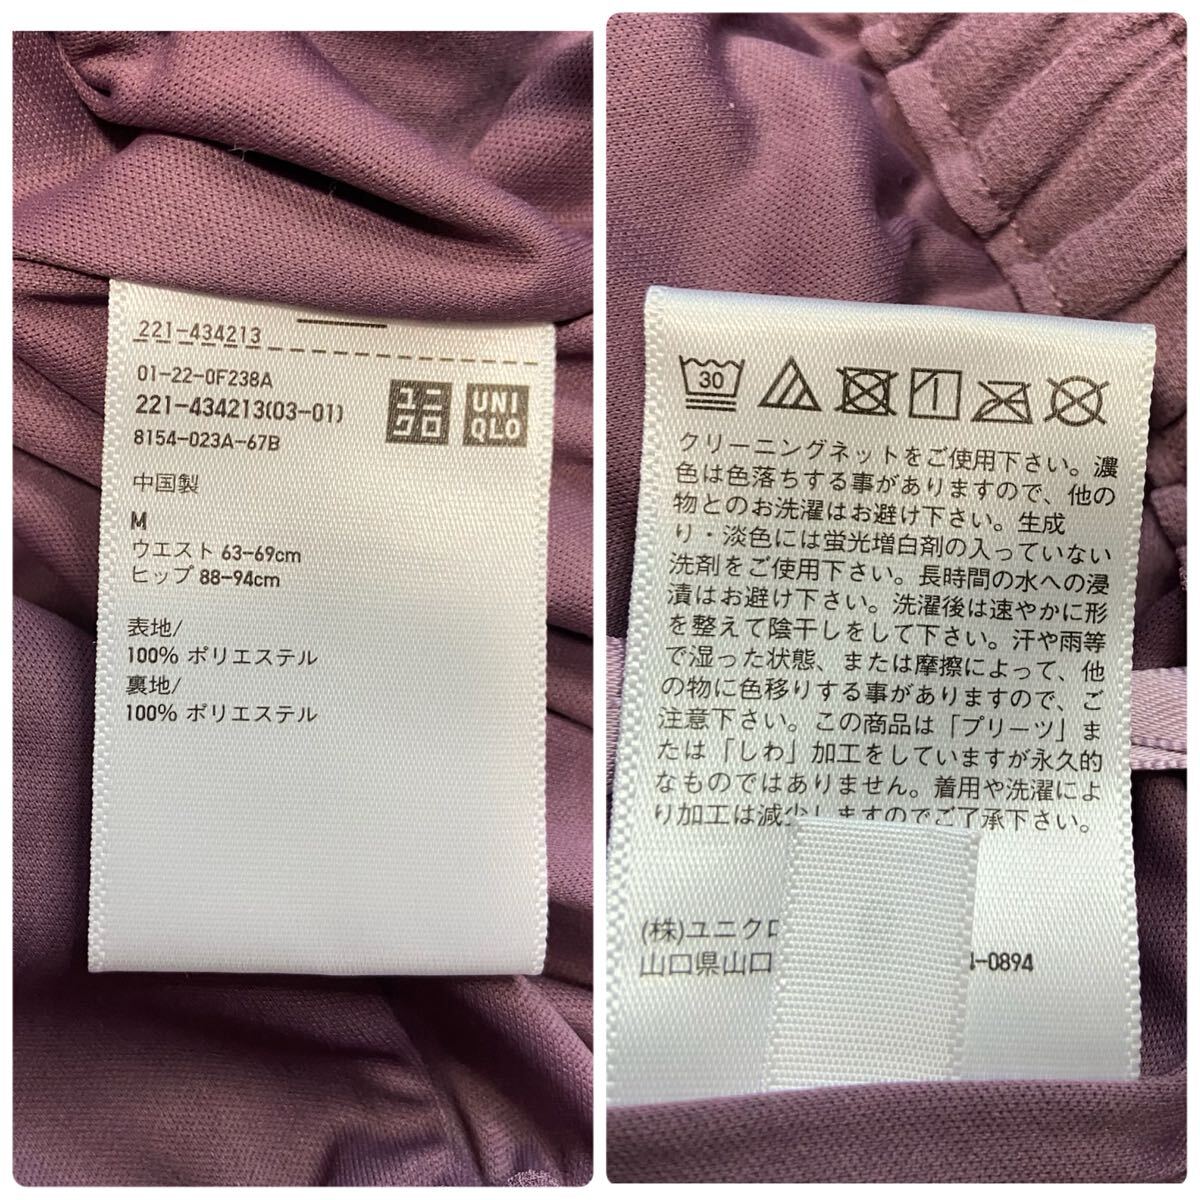 221-434213
01-22-0F238A
221-434213(03-01)
8154-023A-67B
ユニ
クロ
UNI
QLO
中国製
M
ウエスト 63-69cm
ヒップ 88-94cm
表地/
100% ポリエステル
裏地/
100% ポリエステル
30
クリーニングネットをご使用下さい。濃
色は色落ちする事がありますので、他の
物とのお洗濯はお避け下さい。生成
り・淡色には蛍光増白剤の入っていない
洗剤をご使用下さい。長時間の水への浸
漬はお避け下さい。洗濯後は速やかに形
を整えて陰干しをして下さい。汗や雨等
で湿った状態、または摩擦によって、他
の物に色移りする事がありますので、ご
注意下さい。この商品は「プリーツ」ま
たは「しわ」加工をしていますが永久的
なものではありません。着用や洗濯によ
り加工は減少しますのでご了承下さい。
(株)ユニクロ
山口県山口
-0894